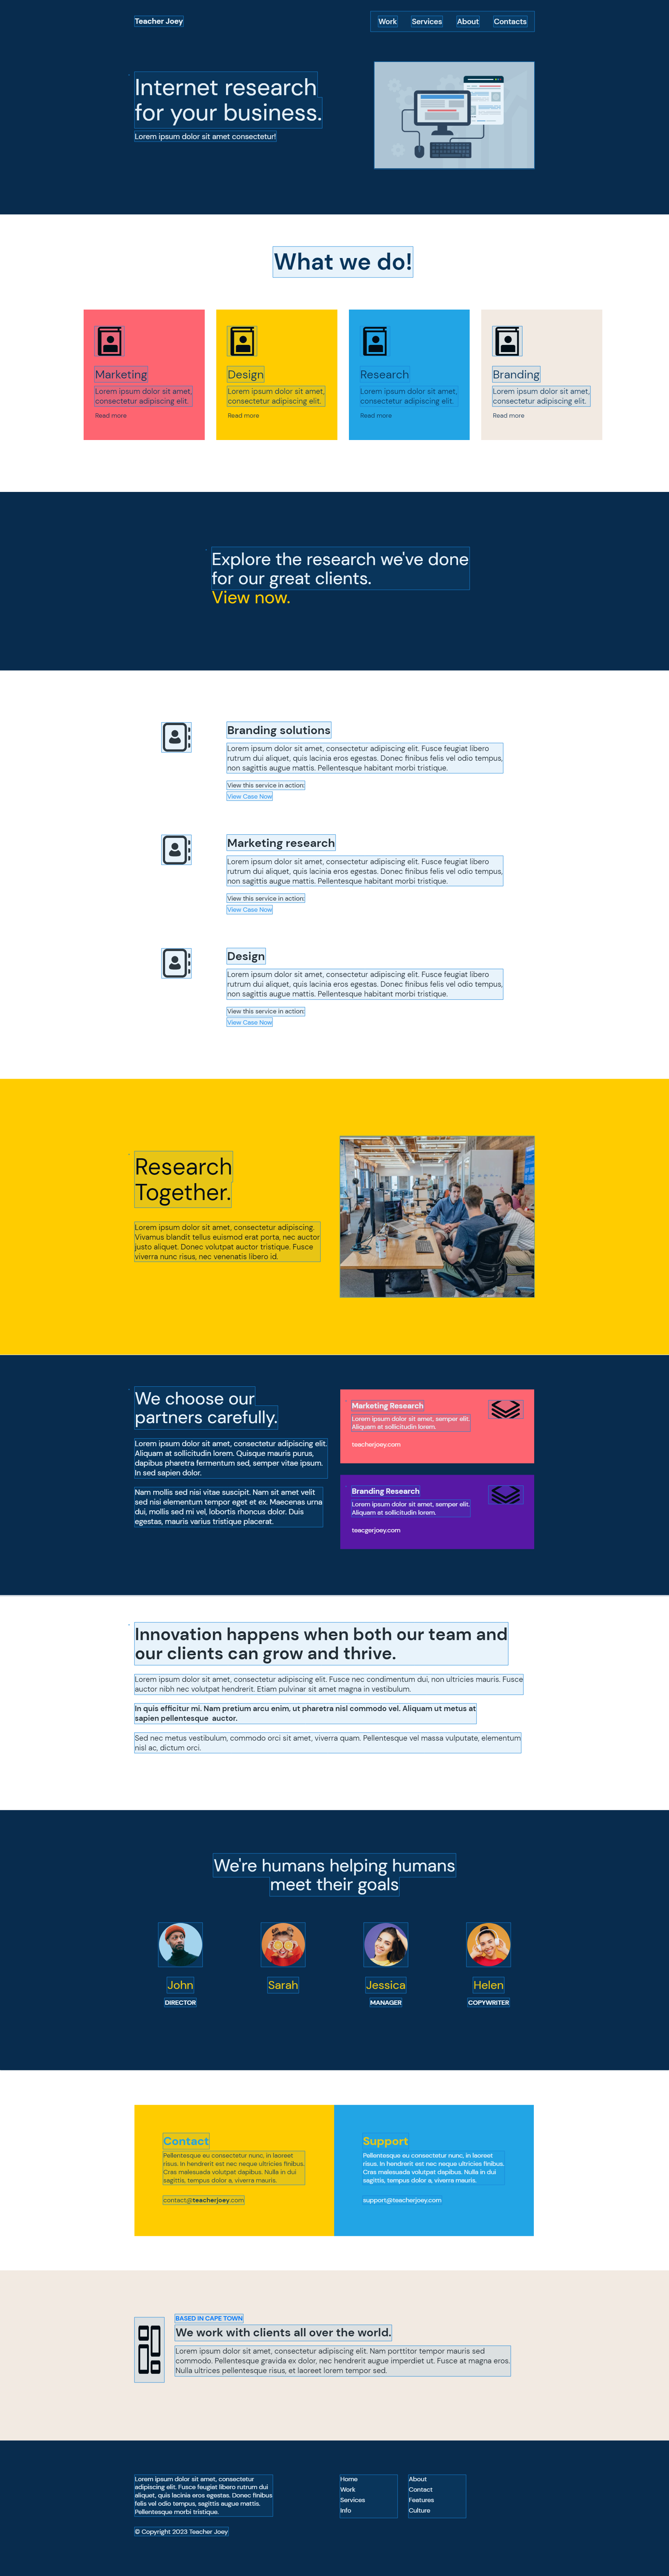 Teacher Joey
Work Services About Contacts
Internet research
for your business.
Lorem ipsum dolor sit amet consectetur!
What we do!
Marketing
Lorem ipsum dolor sit amet,
consectetur adipiscing elit.
Read more
Design
Lorem ipsum dolor sit amet,
consectetur adipiscing elit.
Read more
Research
Lorem ipsum dolor sit amet,
consectetur adipiscing elit.
Read more
Branding
Lorem ipsum dolor sit amet,
consectetur adipiscing elit.
Read more
Explore the research we've done
for our great clients.
View now.
Branding solutions
Lorem ipsum dolor sit amet, consectetur adipiscing elit. Fusce feugiat libero
rutrum dui aliquet, quis lacinia eros egestas. Donec finibus felis vel odio tempus,
non sagittis augue mattis. Pellentesque habitant morbi tristique.
View this service in action:
View Case Now
Marketing research
Lorem ipsum dolor sit amet, consectetur adipiscing elit. Fusce feugiat libero
rutrum dui aliquet, quis lacinia eros egestas. Donec finibus felis vel odio tempus,
non sagittis augue mattis. Pellentesque habitant morbi tristique.
View this service in action:
View Case Now
Design
Lorem ipsum dolor sit amet, consectetur adipiscing elit. Fusce feugiat libero
rutrum dui aliquet, quis lacinia eros egestas. Donec finibus felis vel odio tempus,
non sagittis augue mattis. Pellentesque habitant morbi tristique.
View this service in action:
View Case Now
Research
Together.
Lorem ipsum dolor sit amet, consectetur adipiscing.
Vivamus blandit tellus euismod erat porta, nec auctor
justo aliquet. Donec volutpat auctor tristique. Fusce
viverra nunc risus, nec venenatis libero id.
We choose our
partners carefully.
Lorem ipsum dolor sit amet, consectetur adipiscing elit.
Aliquam at sollicitudin lorem. Quisque mauris purus,
dapibus pharetra fermentum sed, semper vitae ipsum.
In sed sapien dolor.
Nam mollis sed nisi vitae suscipit. Nam sit amet velit
sed nisi elementum tempor eget et ex. Maecenas urna
dui, mollis sed mi vel, lobortis rhoncus dolor. Duis
egestas, mauris varius tristique placerat.
Marketing Research
Lorem ipsum dolor sit amet, semper elit.
Aliquam at sollicitudin lorem.
teacherjoey.com
Branding Research
Lorem ipsum dolor sit amet, semper elit.
Aliquam at sollicitudin lorem.
teacgerjoey.com
Innovation happens when both our team and
our clients can grow and thrive.
Lorem ipsum dolor sit amet, consectetur adipiscing elit. Fusce nec condimentum dui, non ultricies mauris. Fusce
auctor nibh nec volutpat hendrerit. Etiam pulvinar sit amet magna in vestibulum.
In quis efficitur mi. Nam pretium arcu enim, ut pharetra nisl commodo vel. Aliquam ut metus at
sapien pellentesque auctor.
Sed nec metus vestibulum, commodo orci sit amet, viverra quam. Pellentesque vel massa vulputate, elementum
nisl ac, dictum orci.
We're humans helping humans
meet their goals
John
DIRECTOR
Sarah
Jessica
MANAGER
Helen
COPYWRITER
Contact
Pellentesque eu consectetur nunc, in laoreet
risus. In hendrerit est nec neque ultricies finibus.
Cras malesuada volutpat dapibus. Nulla in dui
sagittis, tempus dolor a, viverra mauris.
contact@teacherjoey.com
Support
Pellentesque eu consectetur nunc, in laoreet
risus. In hendrerit est nec neque ultricies finibus.
Cras malesuada volutpat dapibus. Nulla in dui
sagittis, tempus dolor a, viverra mauris.
support@teacherjoey.com
BASED IN CAPE TOWN
We work with clients all over the world.
Lorem ipsum dolor sit amet, consectetur adipiscing elit. Nam porttitor tempor mauris sed
commodo. Pellentesque gravida ex dolor, nec hendrerit augue imperdiet ut. Fusce at magna eros.
Nulla ultrices pellentesque risus, et laoreet lorem tempor sed.
Lorem ipsum dolor sit amet, consectetur
adipiscing elit. Fusce feugiat libero rutrum dui
aliquet, quis lacinia eros egestas. Donec finibus
felis vel odio tempus, sagittis augue mattis.
Pellentesque morbi tristique.
© Copyright 2023 Teacher Joey
Home
Work
Services
Info
About
Contact
Features
Culture